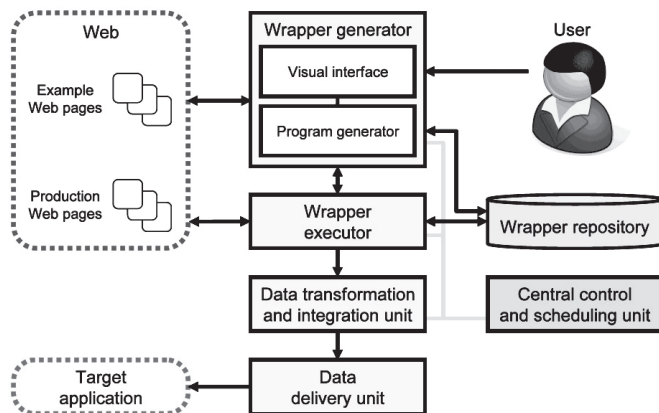 Web
Wrapper generator
User
Visual interface
Example
Web pages
Program generator
Production
Web pages
Wrapper
executor
Wrapper repository
Data transformation
and integration unit
Central control
and scheduling unit
Target
application
Data
delivery unit